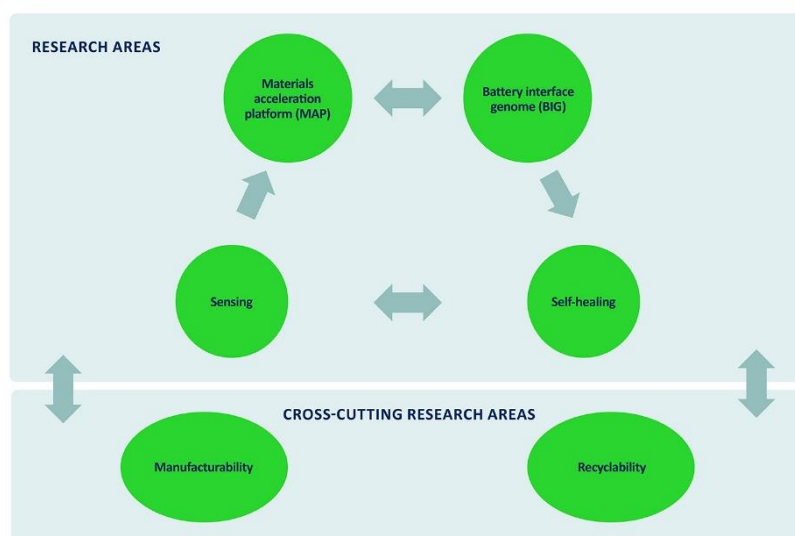 RESEARCH AREAS
Materials
acceleration
platform (MAP)
Battery interface
genome (BIG)
Sensing
Self-healing
CROSS-CUTTING RESEARCH AREAS
Manufacturability
Recyclability